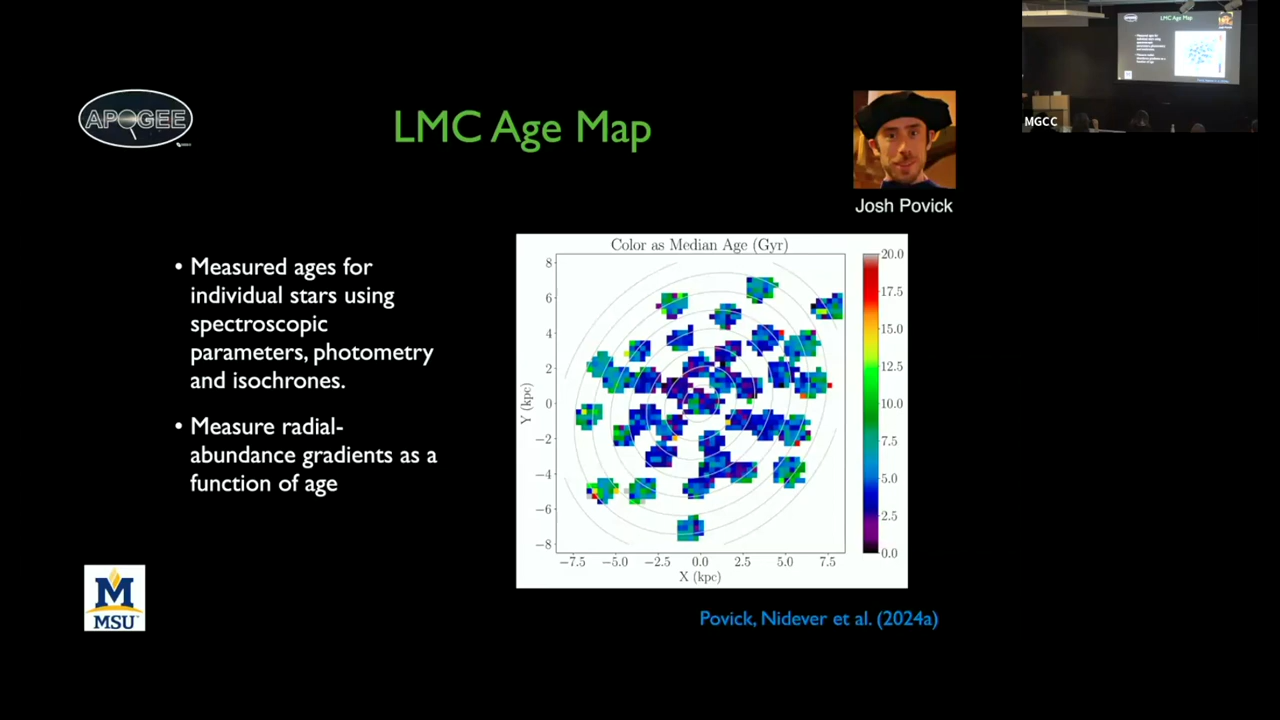 APOGEE
LMC Age Map
Josh Povick
MGCC
LMC Age Map
• Measured ages for
individual stars using
spectroscopic
parameters, photometry
and isochrones.
• Measure radial-
abundance gradients as a
function of age
Color as Median Age (Gyr)
8
6
4
2
0
−2
−4
−6
−8
Y (kpc)
−7.5 −5.0 −2.5 0.0 2.5 5.0 7.5
X (kpc)
20.0
17.5
15.0
12.5
10.0
7.5
5.0
2.5
0.0
M
MSU
Povick, Nidever et al. (2024a)